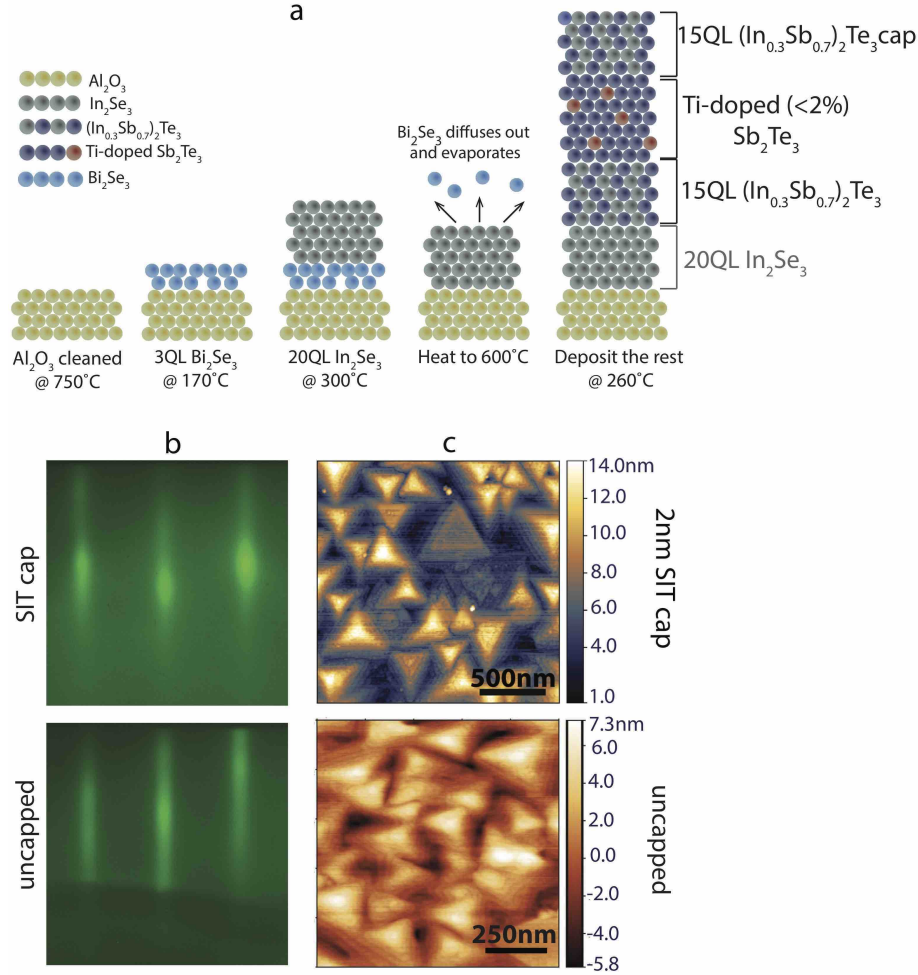 a
Al₂O₃
In₂Se₃
(In₀.₃Sb₀.₇)₂Te₃
Ti-doped Sb₂Te₃
Bi₂Se₃
Bi₂Se₃ diffuses out
and evaporates
15QL (In₀.₃Sb₀.₇)₂Te₃cap
Ti-doped (<2%)
Sb₂Te₃
15QL (In₀.₃Sb₀.₇)₂Te₃
20QL In₂Se₃
Al₂O₃ cleaned
@ 750˚C
3QL Bi₂Se₃
@ 170˚C
20QL In₂Se₃
@ 300˚C
Heat to 600˚C
Deposit the rest
@ 260˚C
b
c
SIT cap
500nm
14.0nm
12.0
10.0
8.0
6.0
4.0
1.0
2nm SIT cap
uncapped
250nm
7.3nm
6.0
4.0
2.0
0.0
-2.0
-4.0
-5.8
uncappped